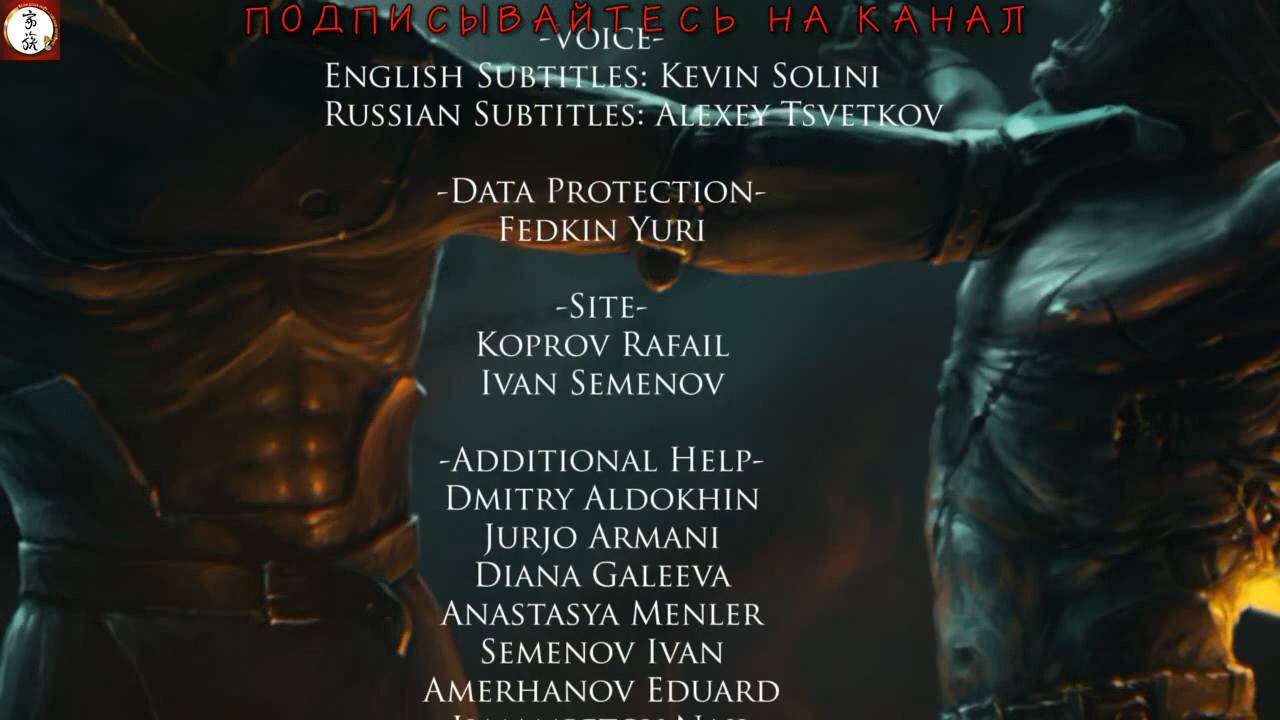 ПОДПИСЫВАЙТЕСЬ НА КАНАЛ
-VOICE-
ENGLISH SUBTITLES: KEVIN SOLINI
RUSSIAN SUBTITLES: ALEXEY TSVETKOV
-DATA PROTECTION-
FEDKIN YURI
-SITE-
KOPROV RAFAIL
IVAN SEMENOV
-ADDITIONAL HELP-
DMITRY ALDOKHIN
JURJO ARMANI
DIANA GALEEVA
ANASTASYA MENLER
SEMENOV IVAN
AMERHANOV EDUARD